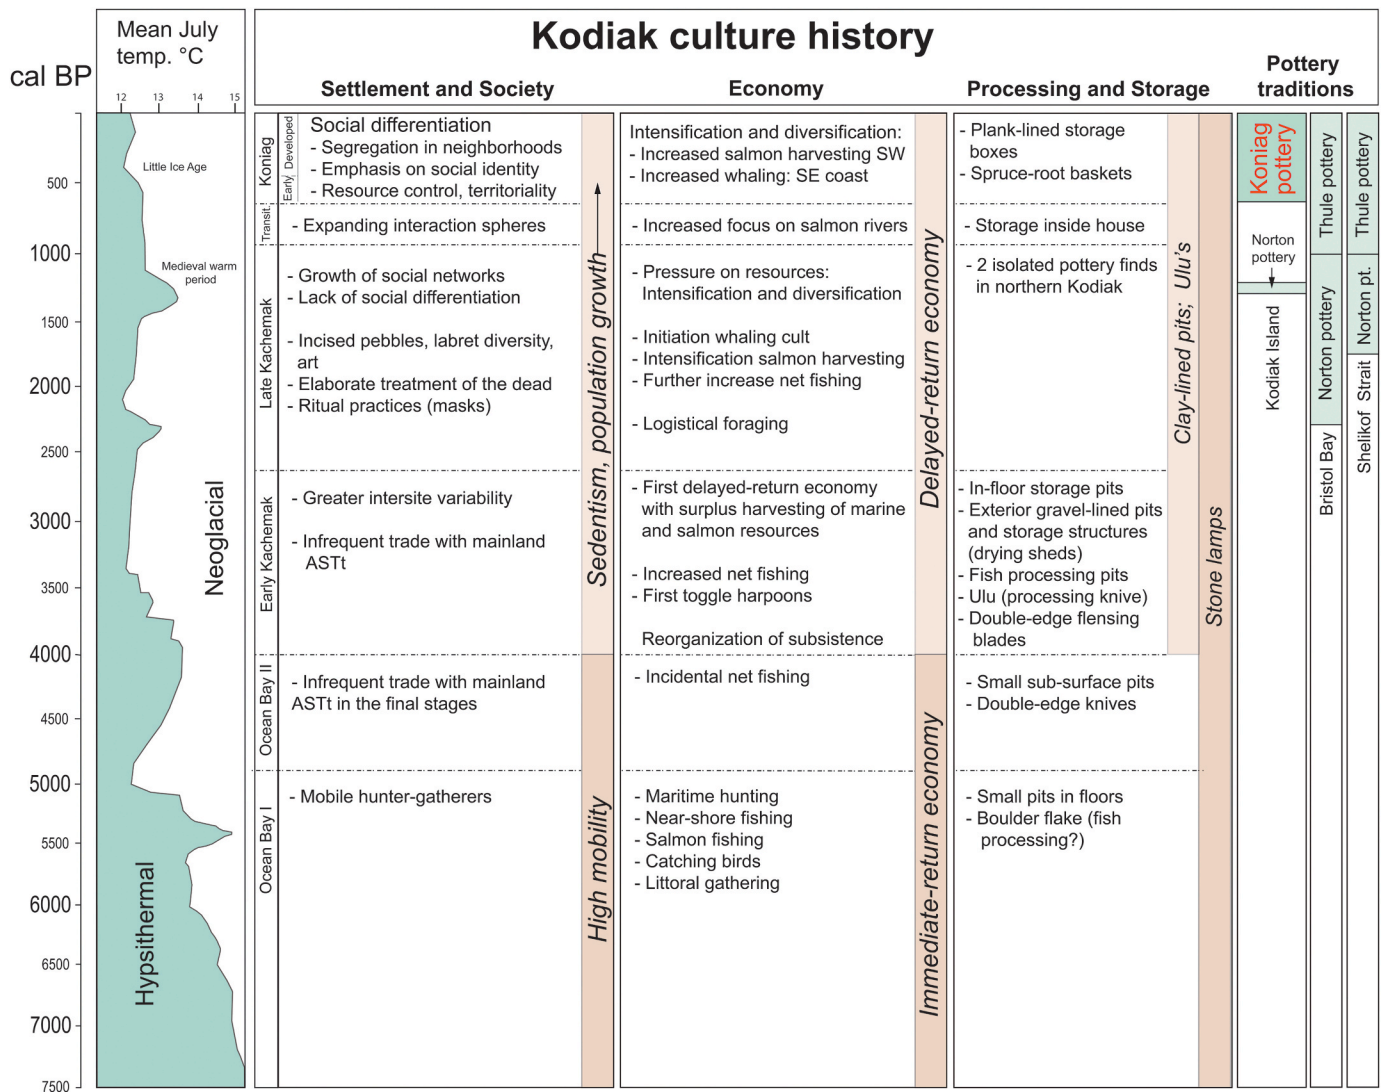 Kodiak culture history
Mean July
temp. °C
cal BP
12
13
14
15
Settlement and Society
Economy
Processing and Storage
Pottery
traditions
500
1000
1500
2000
2500
3000
3500
4000
4500
5000
5500
6000
6500
7000
7500
Little Ice Age
Medieval warm
period
Neoglacial
Hypsithermal
Koniag
Early
Developed
Transit.
Late Kachemak
Early Kachemak
Ocean Bay II
Ocean Bay I
Social differentiation
- Segregation in neighborhoods
- Emphasis on social identity
- Resource control, territoriality
- Expanding interaction spheres
- Growth of social networks
- Lack of social differentiation
- Incised pebbles, labret diversity,
art
- Elaborate treatment of the dead
- Ritual practices (masks)
- Greater intersite variability
- Infrequent trade with mainland
ASTt
- Infrequent trade with mainland
ASTt in the final stages
- Mobile hunter-gatherers
Sedentism, population growth
High mobility
Intensification and diversification:
- Increased salmon harvesting SW
- Increased whaling: SE coast
- Increased focus on salmon rivers
- Pressure on resources:
Intensification and diversification
- Initiation whaling cult
- Intensification salmon harvesting
- Further increase net fishing
- Logistical foraging
- First delayed-return economy
with surplus harvesting of marine
and salmon resources
- Increased net fishing
- First toggle harpoons
Reorganization of subsistence
- Incidental net fishing
- Maritime hunting
- Near-shore fishing
- Salmon fishing
- Catching birds
- Littoral gathering
Delayed-return economy
Immediate-return economy
- Plank-lined storage
boxes
- Spruce-root baskets
- Storage inside house
- 2 isolated pottery finds
in northern Kodiak
- In-floor storage pits
- Exterior gravel-lined pits
and storage structures
(drying sheds)
- Fish processing pits
- Ulu (processing knive)
- Double-edge flensing
blades
- Small sub-surface pits
- Double-edge knives
- Small pits in floors
- Boulder flake (fish
processing?)
Clay-lined pits; Ulu's
Stone lamps
Koniag
pottery
Norton
pottery
Kodiak Island
Thule pottery
Norton pottery
Bristol Bay
Thule pottery
Norton pt.
Shelikof Strait